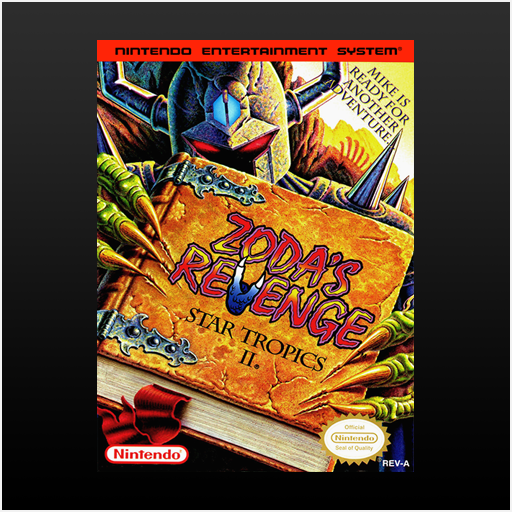 NINTENDO ENTERTAINMENT SYSTEM®
MIKE IS
READY FOR
ANOTHER
ADVENTURE.
ZODA'S
REVENGE
STAR TROPICS
II®
Nintendo®
Official
Nintendo
Seal of Quality
REV-A